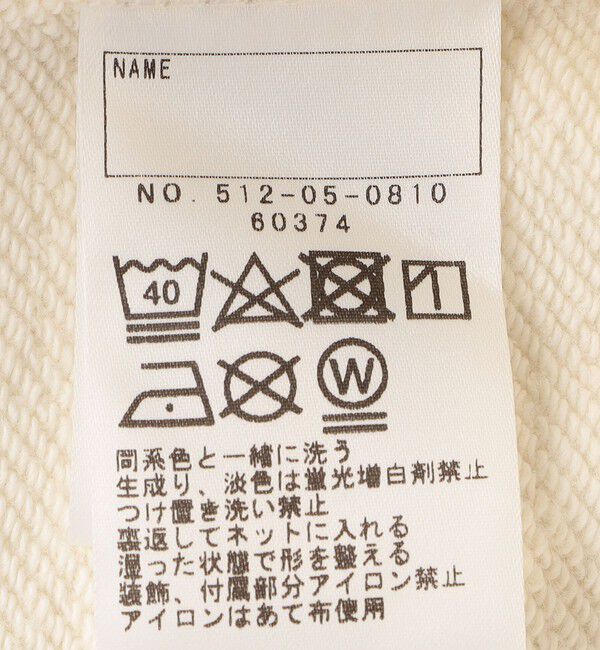 NAME
NO. 512-05-0810
60374
40
W
同系色と一緒に洗う
生成り、淡色は蛍光増白剤禁止
つけ置き洗い禁止
裏返してネットに入れる
湿った状態で形を整える
装飾、付属部分アイロン禁止
アイロンはあて布使用